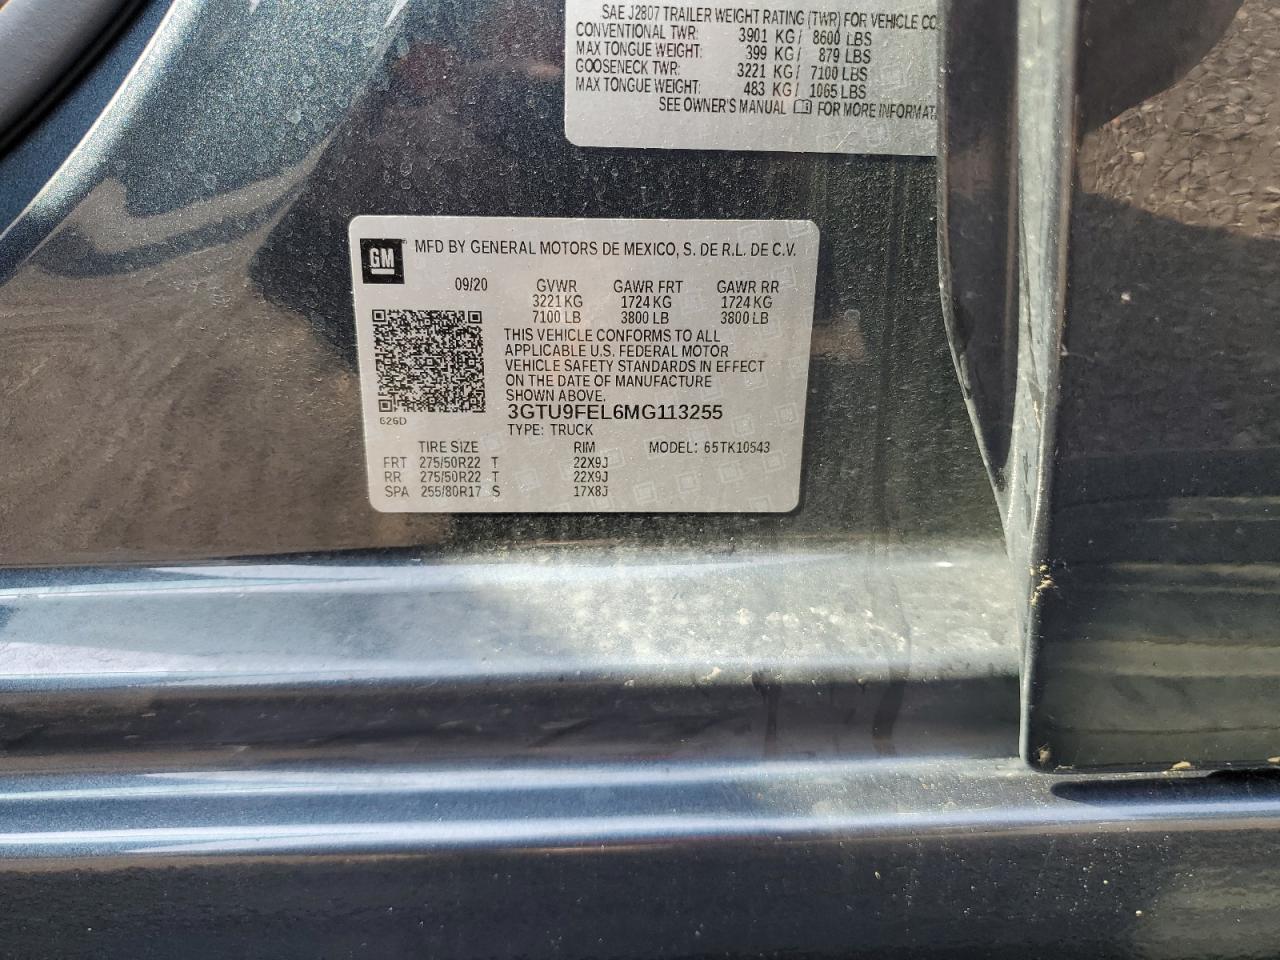 SAE J2807 TRAILER WEIGHT RATING (TWR) FOR VEHICLE
CONVENTIONAL TWR: 3901 KG / 8600 LBS
MAX TONGUE WEIGHT: 399 KG / 879 LBS
GOOSENECK TWR: 3221 KG / 7100 LBS
MAX TONGUE WEIGHT: 483 KG / 1065 LBS
SEE OWNER'S MANUAL FOR MORE
GM MFD BY GENERAL MOTORS DE MEXICO, S. DE R.L. DE C.V.
09/20 GVWR GAWR FRT GAWR RR
3221 KG 1724 KG 1724 KG
7100 LB 3800 LB 3800 LB
THIS VEHICLE CONFORMS TO ALL
APPLICABLE U.S. FEDERAL MOTOR
VEHICLE SAFETY STANDARDS IN EFFECT
ON THE DATE OF MANUFACTURE
SHOWN ABOVE.
3GTU9FEL6MG113255
626D
TYPE: TRUCK
TIRE SIZE RIM MODEL: 65TK10543
FRT 275/50R22 T 22X9J
RR 275/50R22 T 22X9J
SPA 255/80R17 S 17X8J